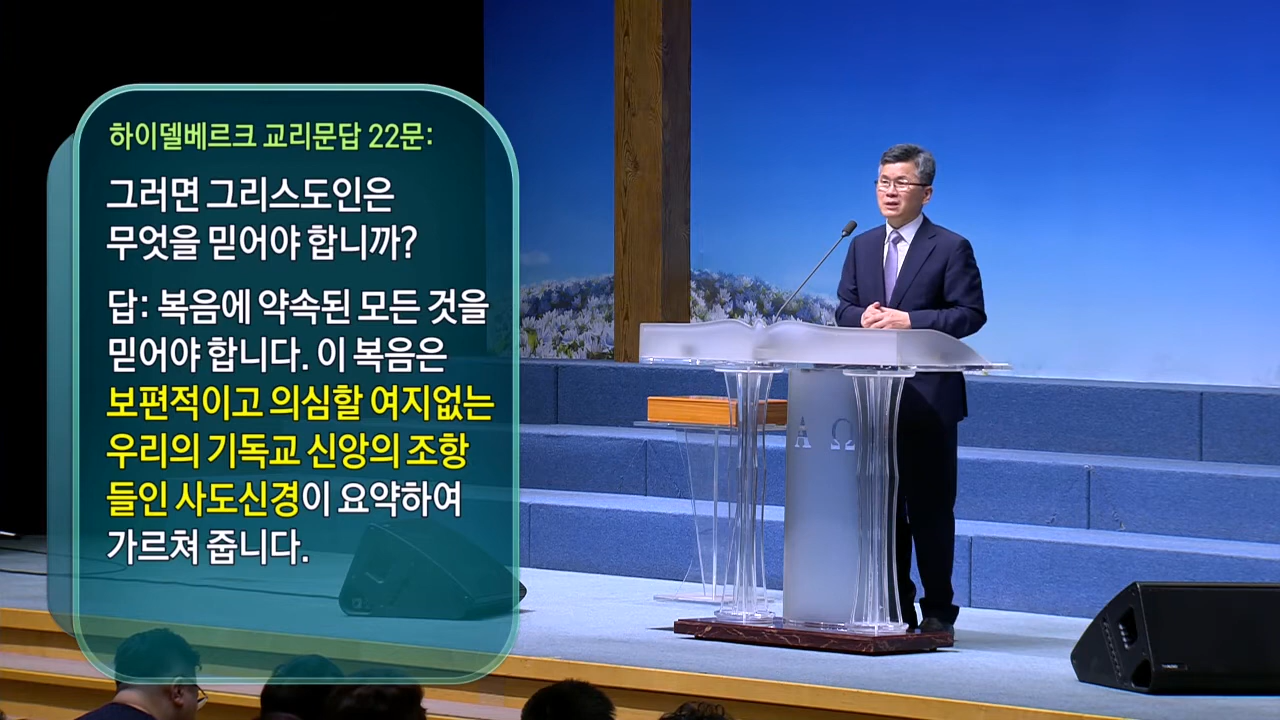 하이델베르크 교리문답 22문:
그러면 그리스도인은
무엇을 믿어야 합니까?
답: 복음에 약속된 모든 것을
믿어야 합니다. 이 복음은
보편적이고 의심할 여지없는
우리의 기독교 신앙의 조항
들인 사도신경이 요약하여
가르쳐 줍니다.
Α Ω